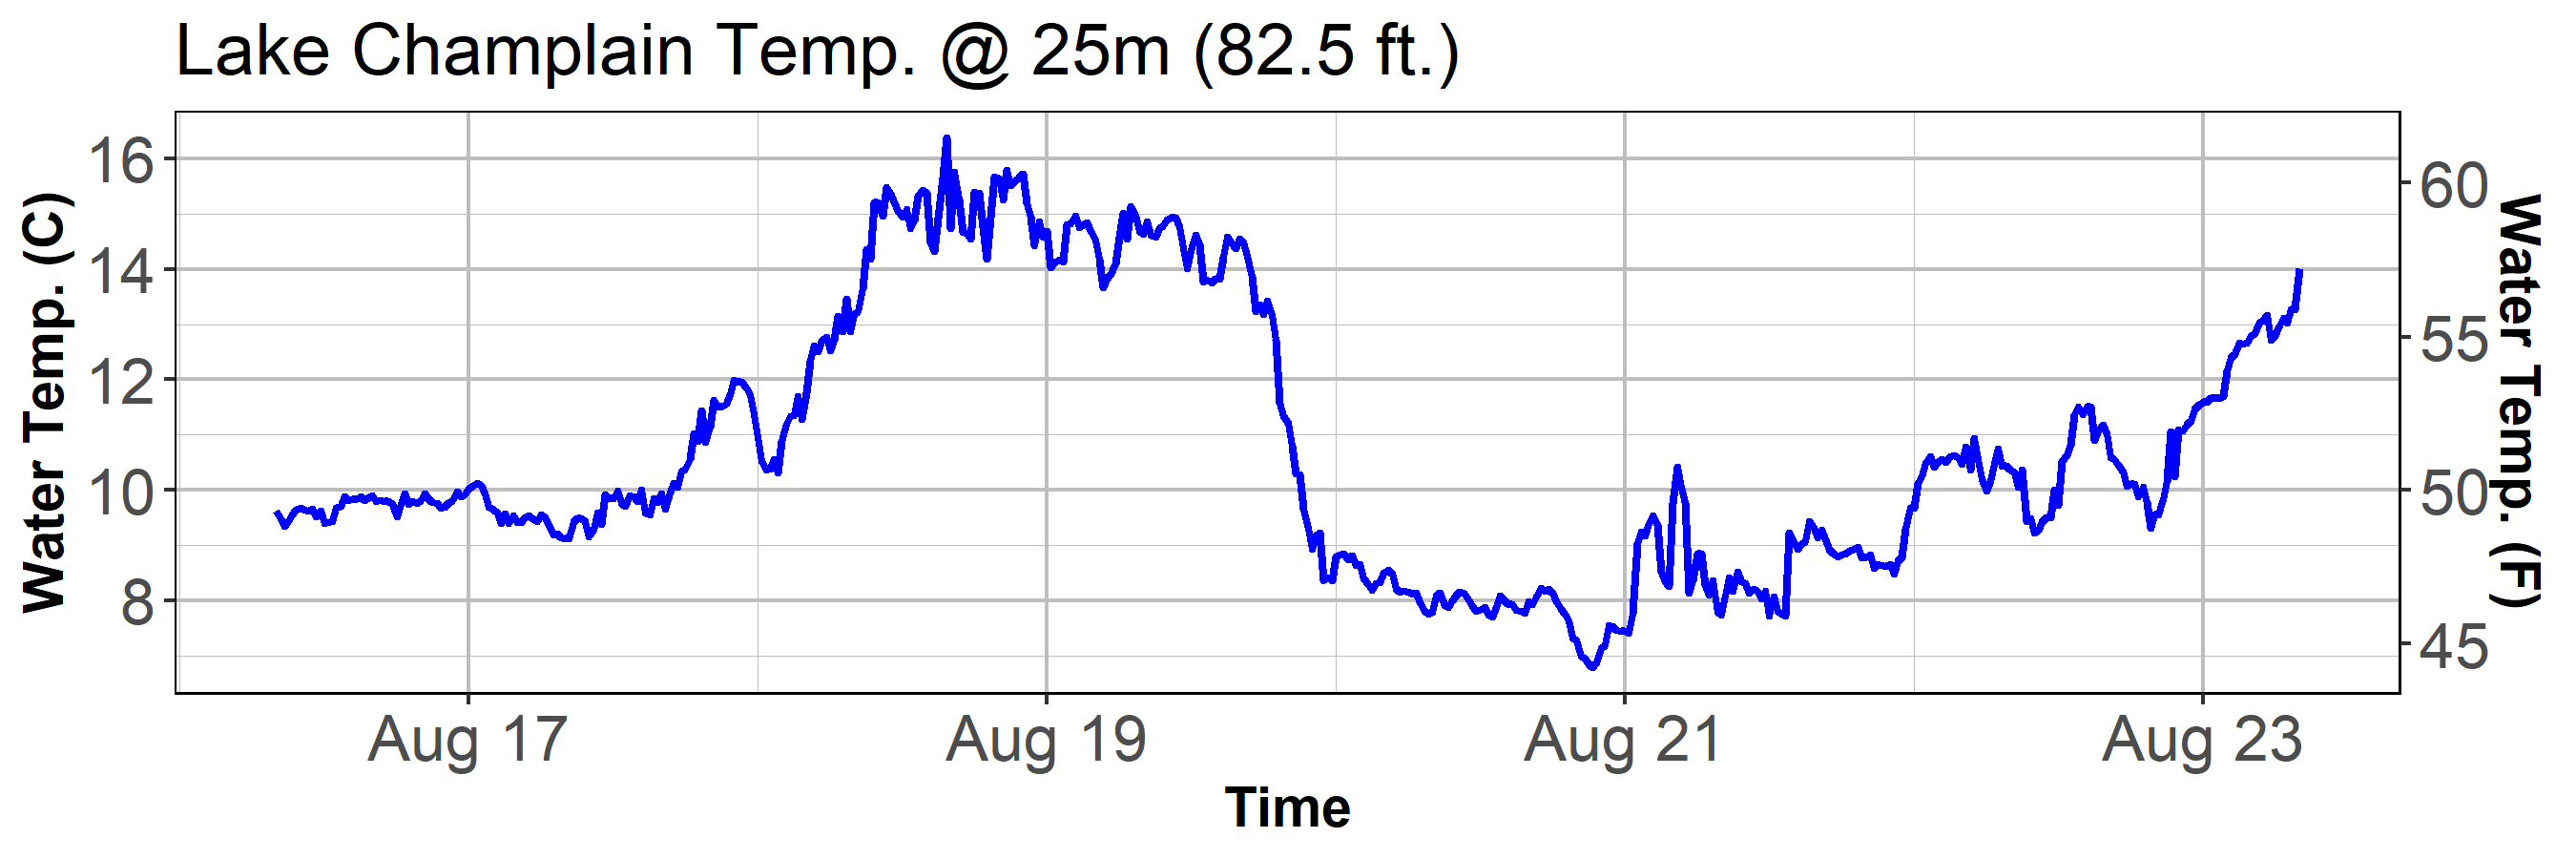 Lake Champlain Temp. @ 25m (82.5 ft.)
Water Temp. (C)
16
14
12
10
8
60
55
50
45
Water Temp. (F)
Aug 17
Aug 19
Aug 21
Aug 23
Time